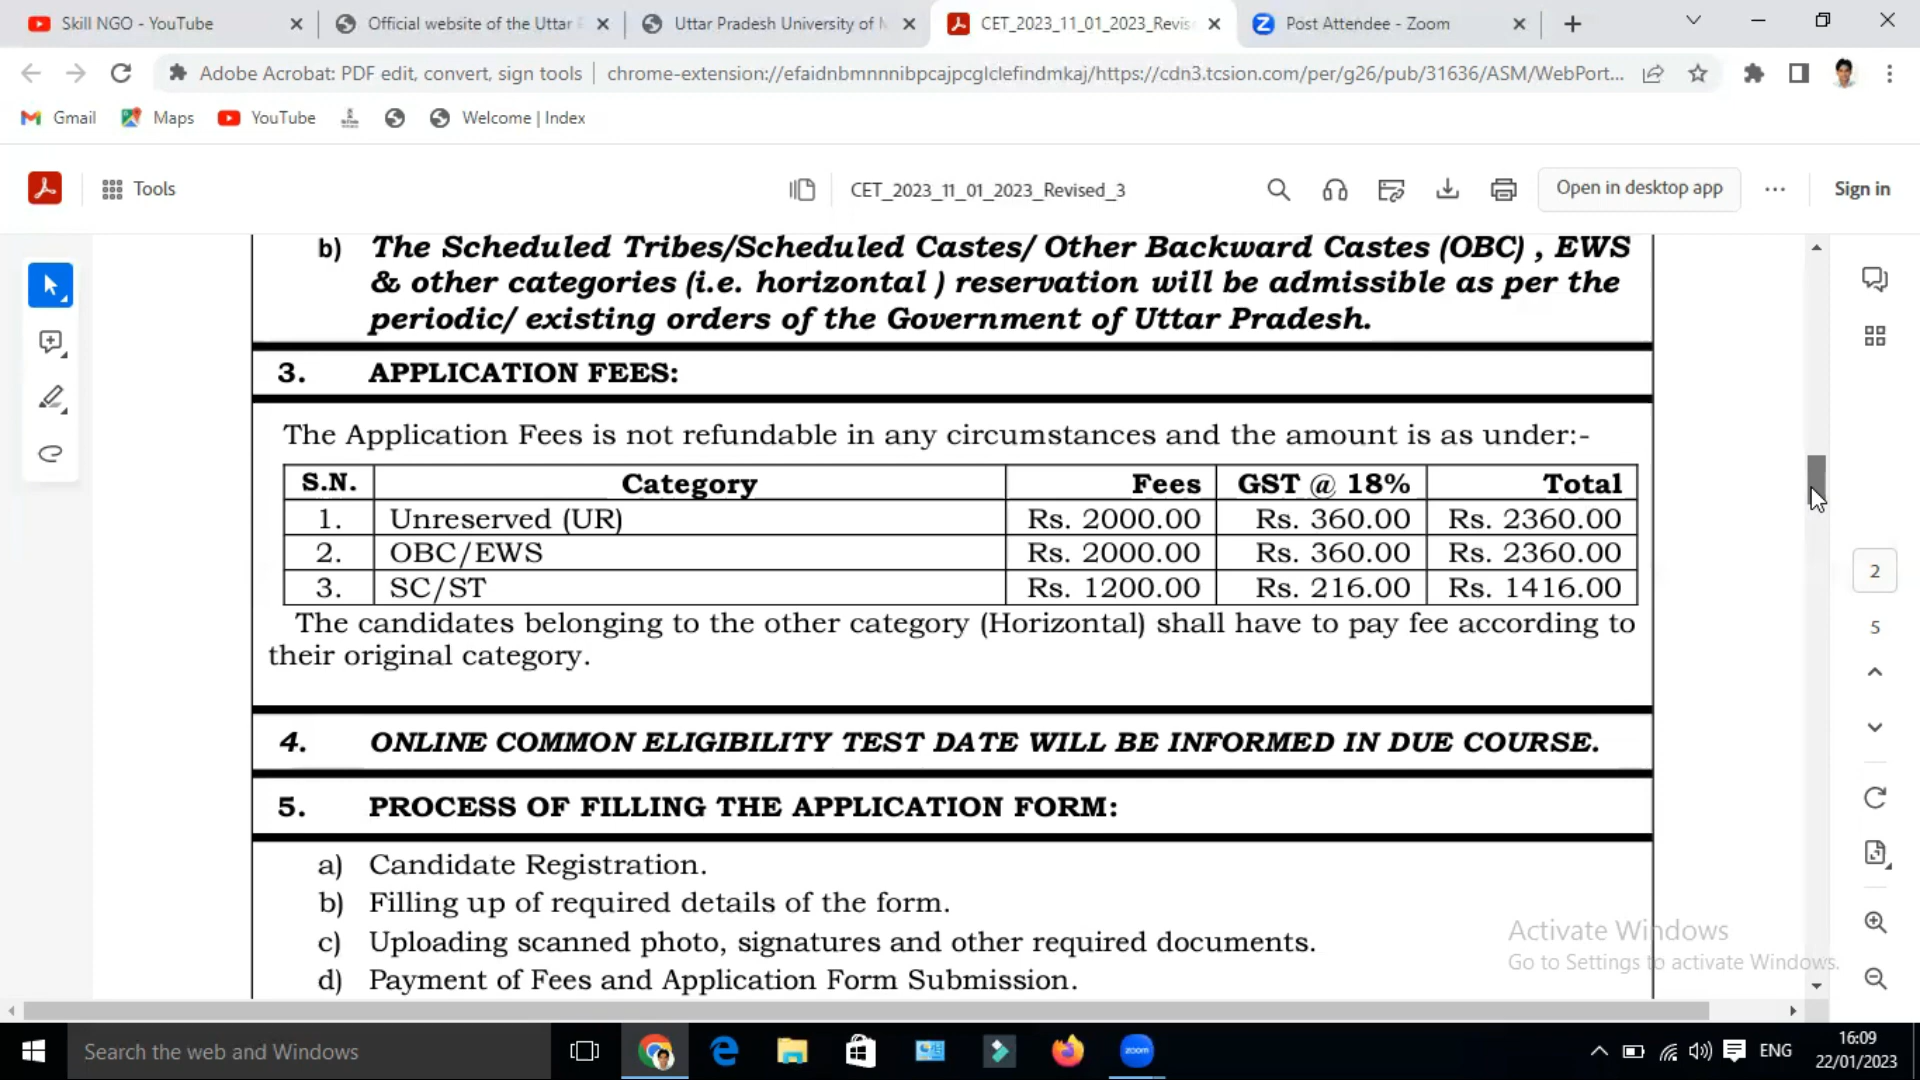 Skill NGO - YouTube
Official website of the Uttar
Uttar Pradesh University of
CET_2023_11_01_2023_Revis
Post Attendee - Zoom
Adobe Acrobat: PDF edit, convert, sign tools
chrome-extension://efaidnbmnnnibpcajpcglclefindmkaj/https://cdn3.tcsion.com/per/g26/pub/31636/ASM/WebPort...
Gmail
Maps
YouTube
Welcome | Index
Tools
CET_2023_11_01_2023_Revised_3
Open in desktop app
Sign in
b) The Scheduled Tribes/Scheduled Castes/ Other Backward Castes (OBC) , EWS
& other categories (i.e. horizontal ) reservation will be admissible as per the
periodic/ existing orders of the Government of Uttar Pradesh.
3. APPLICATION FEES:
The Application Fees is not refundable in any circumstances and the amount is as under:-
S.N. Category Fees GST @ 18% Total
1. Unreserved (UR) Rs. 2000.00 Rs. 360.00 Rs. 2360.00
2. OBC/EWS Rs. 2000.00 Rs. 360.00 Rs. 2360.00
3. SC/ST Rs. 1200.00 Rs. 216.00 Rs. 1416.00
The candidates belonging to the other category (Horizontal) shall have to pay fee according to
their original category.
4. ONLINE COMMON ELIGIBILITY TEST DATE WILL BE INFORMED IN DUE COURSE.
5. PROCESS OF FILLING THE APPLICATION FORM:
a) Candidate Registration.
b) Filling up of required details of the form.
c) Uploading scanned photo, signatures and other required documents.
d) Payment of Fees and Application Form Submission.
2
5
Activate Windows
Go to Settings to activate Windows.
Search the web and Windows
zoom
ENG
16:09
22/01/2023